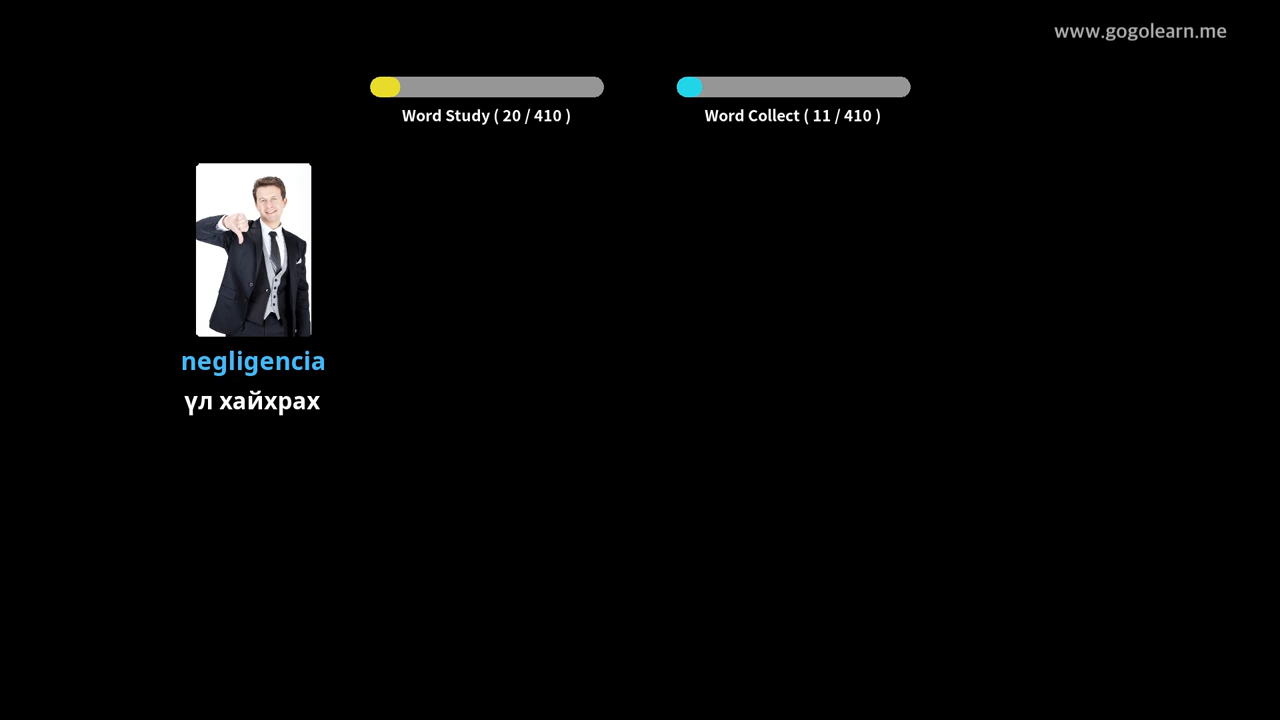 www.gogolearn.me
Word Study ( 20 / 410 )
Word Collect ( 11 / 410 )
negligencia
үл хайхрах